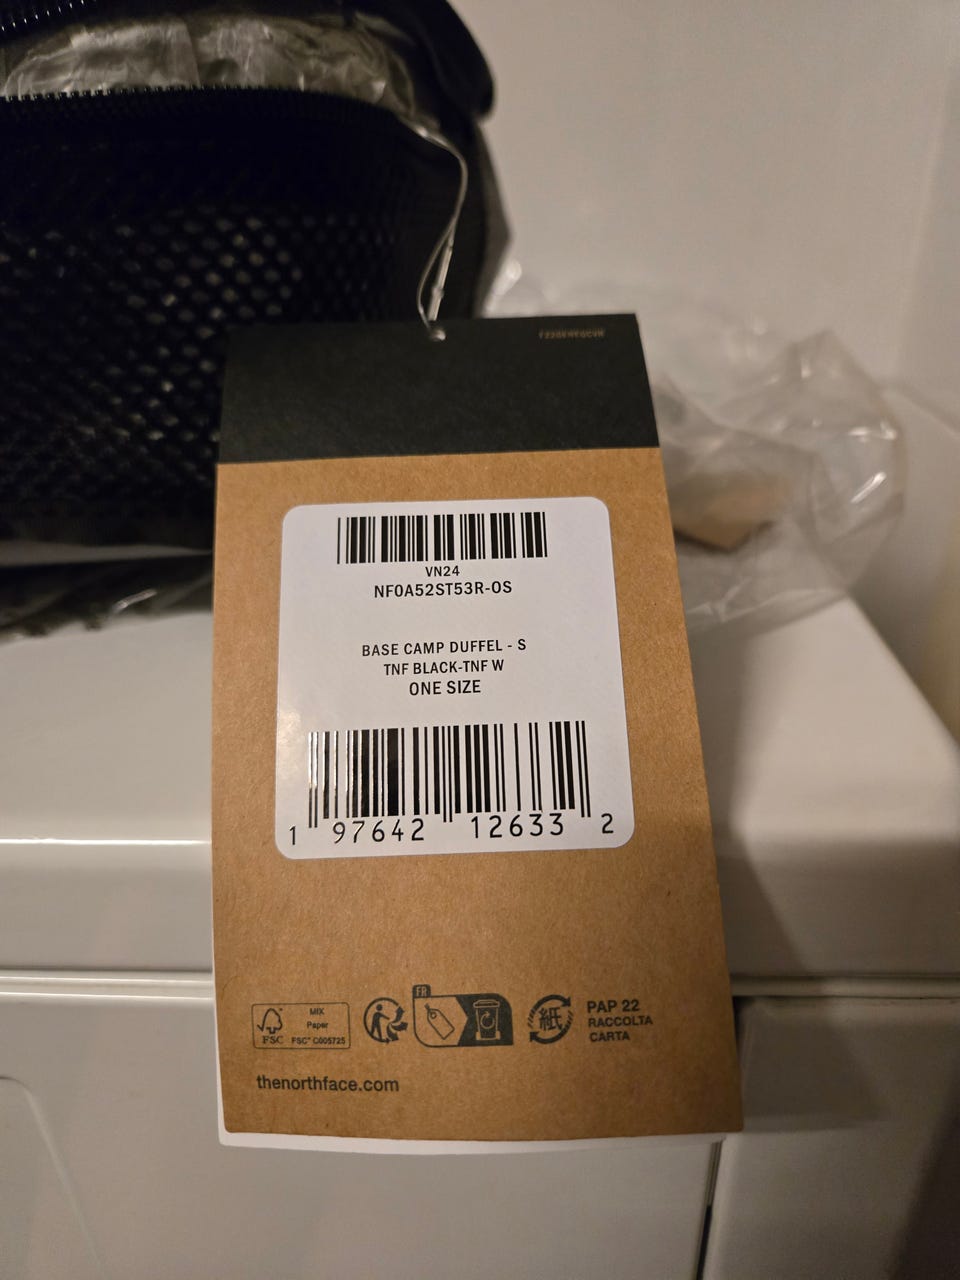 VN24
NF0A52ST53R-OS
BASE CAMP DUFFEL - S
TNF BLACK-TNF W
ONE SIZE
1 97642 12633 2
FR
FSC
MIX
Paper
FSC® C005725
紙
PAP 22
RACCOLTA
CARTA
thenorthface.com